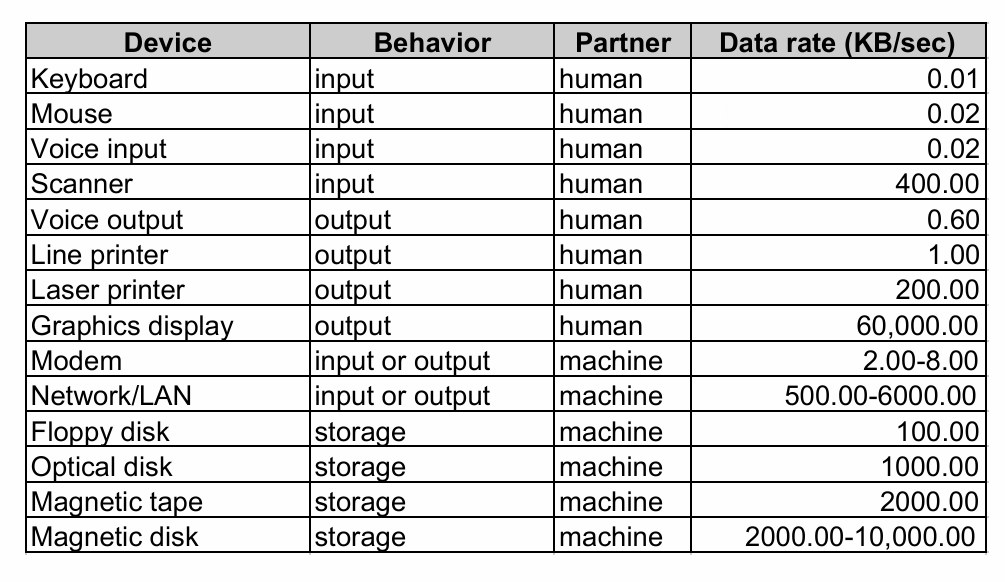 Device Behavior Partner Data rate (KB/sec)
Keyboard input human 0.01
Mouse input human 0.02
Voice input input human 0.02
Scanner input human 400.00
Voice output output human 0.60
Line printer output human 1.00
Laser printer output human 200.00
Graphics display output human 60,000.00
Modem input or output machine 2.00-8.00
Network/LAN input or output machine 500.00-6000.00
Floppy disk storage machine 100.00
Optical disk storage machine 1000.00
Magnetic tape storage machine 2000.00
Magnetic disk storage machine 2000.00-10,000.00